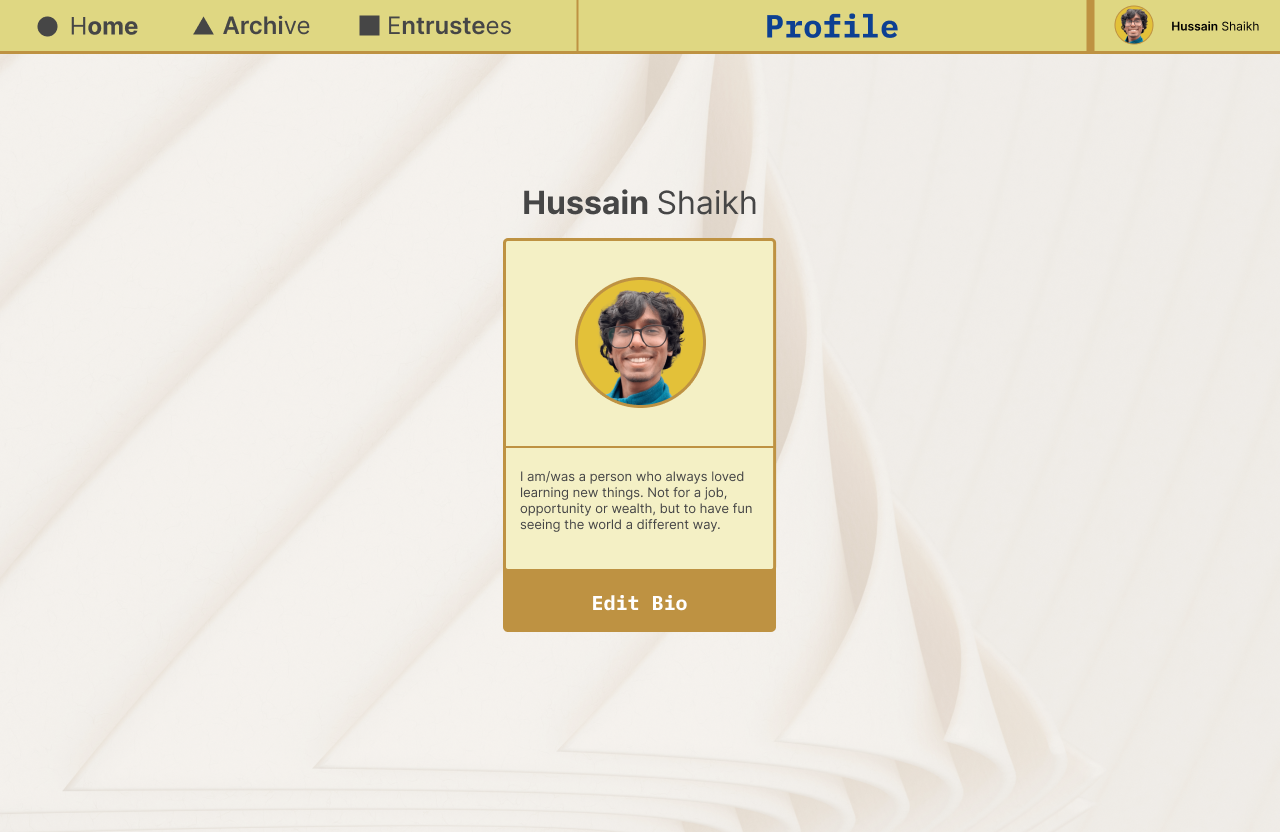 Home
Archive
Entrustees
Profile
Hussain Shaikh
Hussain Shaikh
I am/was a person who always loved
learning new things. Not for a job,
opportunity or wealth, but to have fun
seeing the world a different way.
Edit Bio